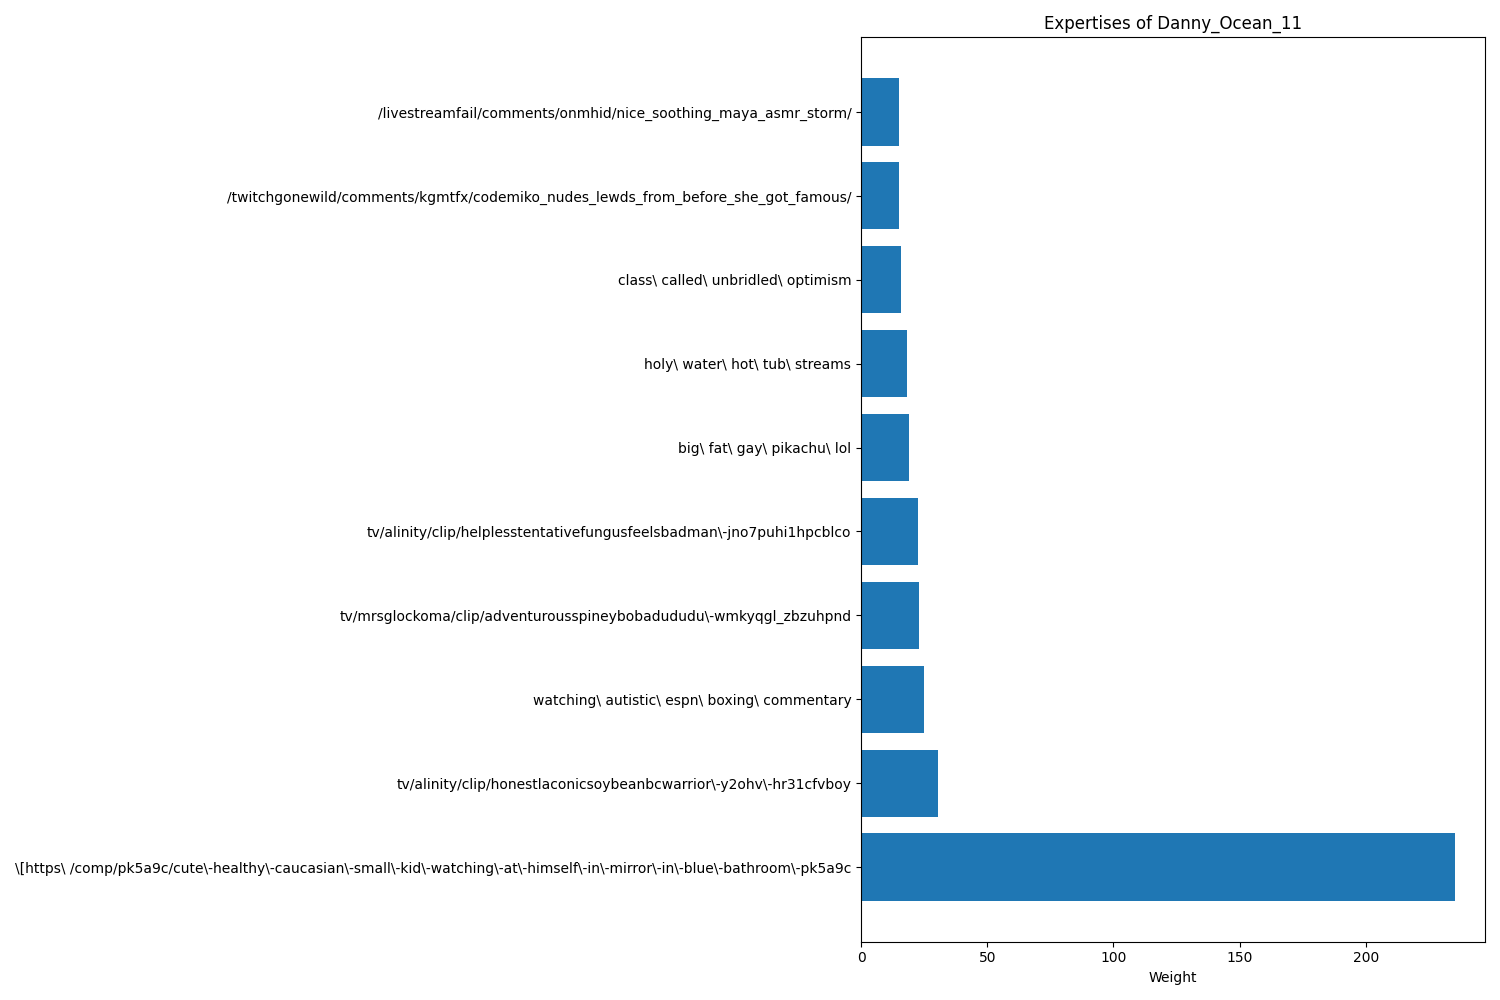 Expertises of Danny_Ocean_11
/livestreamfail/comments/onmhid/nice_soothing_maya_asmr_storm/
/twitchgonewild/comments/kgmtfx/codemiko_nudes_lewds_from_before_she_got_famous/
class\ called\ unbridled\ optimism
holy\ water\ hot\ tub\ streams
big\ fat\ gay\ pikachu\ lol
tv/alinity/clip/helplesstentativefungusfeelsbadman\-jno7puhi1hpcblco
tv/mrsglockoma/clip/adventurousspineybobadududu\-wmkyqgl_zbzuhpnd
watching\ autistic\ espn\ boxing\ commentary
tv/alinity/clip/honestlaconicsoybeanbcwarrior\-y2ohv\-hr31cfvboy
\[https\ /comp/pk5a9c/cute\-healthy\-caucasian\-small\-kid\-watching\-at\-himself\-in\-mirror\-in\-blue\-bathroom\-pk5a9c
0 50 100 150 200
Weight